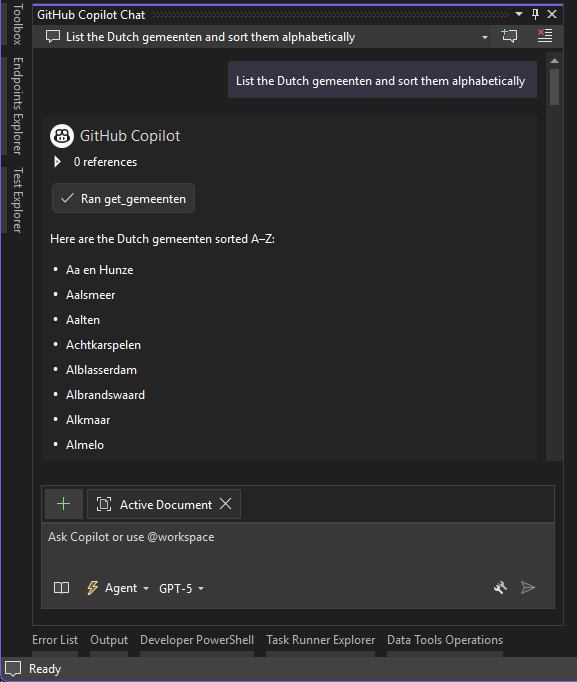 GitHub Copilot Chat
List the Dutch gemeenten and sort them alphabetically
Toolbox
Endpoints Explorer
Test Explorer
List the Dutch gemeenten and sort them alphabetically
GitHub Copilot
0 references
Ran get_gemeenten
Here are the Dutch gemeenten sorted A–Z:
• Aa en Hunze
• Aalsmeer
• Aalten
• Achtkarspelen
• Alblasserdam
• Albrandswaard
• Alkmaar
• Almelo
Active Document
Ask Copilot or use @workspace
Agent GPT-5
Error List Output Developer PowerShell Task Runner Explorer Data Tools Operations
Ready